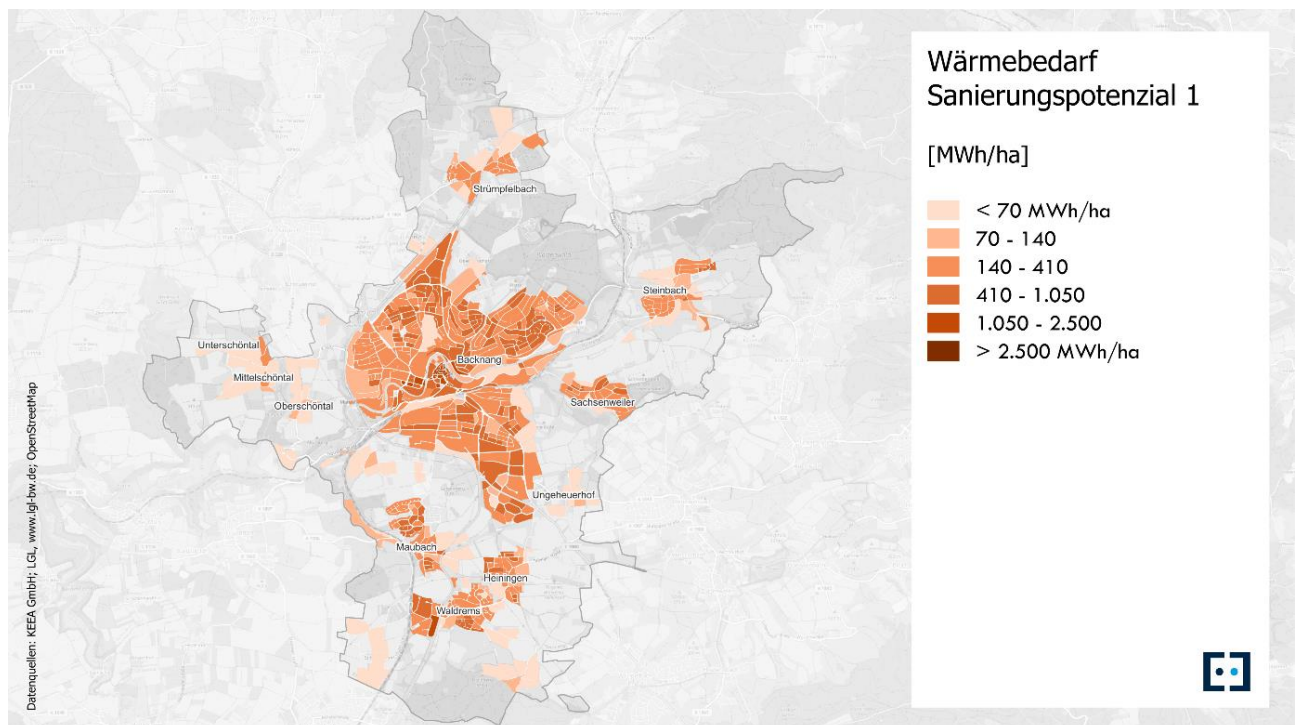 Wärmebedarf
Sanierungspotenzial 1
[MWh/ha]
< 70 MWh/ha
70 - 140
140 - 410
410 - 1.050
1.050 - 2.500
> 2.500 MWh/ha
Strümpfelbach
Steinbach
Unterschöntal
Backnang
Mittelschöntal
Oberschöntal
Sachsenweiler
Ungeheuerhof
Maubach
Heiningen
Waldrems
Datenquellen: KEEA GmbH; LGL, www.lgl-bw.de; OpenStreetMap